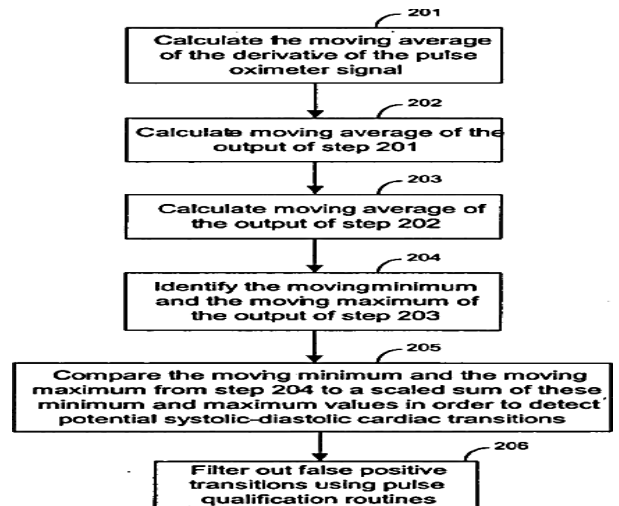 201
Calculate the moving average
of the derivative of the pulse
oximeter signal
202
Calculate moving average of the
output of step 201
203
Calculate moving average of
the output of step 202
204
Identify the moving minimum
and the moving maximum of
the output of step 203
205
Compare the moving minimum and the moving
maximum from step 204 to a scaled sum of these
minimum and maximum values in order to detect
potential systolic-diastolic cardiac transitions
206
Filter out false positive
transitions using pulse
qualification routines